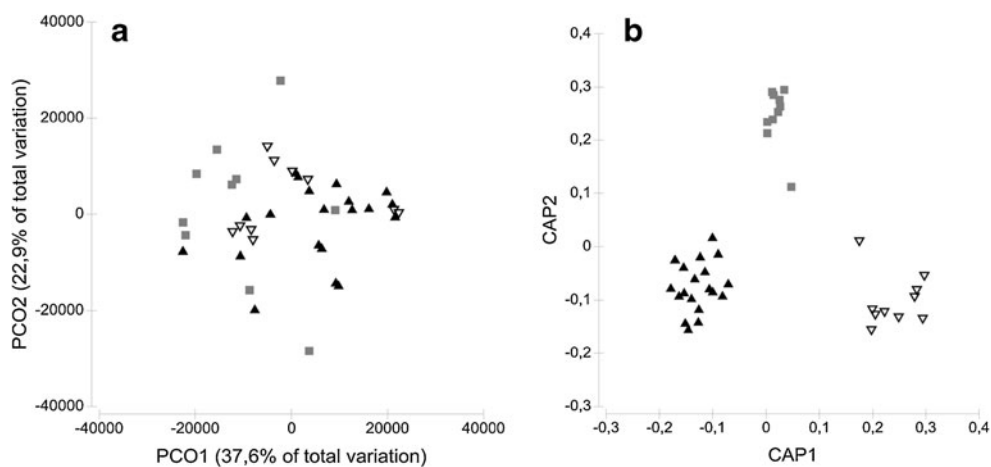 a
40000
20000
0
-20000
-40000
-40000 -20000 0 20000 40000
PCO2 (22,9% of total variation)
PCO1 (37,6% of total variation)
b
0,4
0,3
0,2
0,1
0
-0,1
-0,2
-0,3
-0,3 -0,2 -0,1 0 0,1 0,2 0,3 0,4
CAP2
CAP1